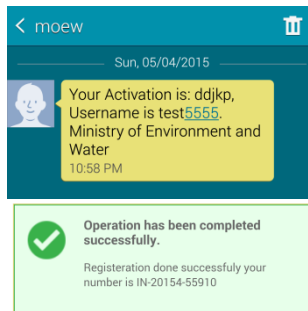 moew
Sun, 05/04/2015
Your Activation is: ddjkp,
Username is test5555.
Ministry of Environment and
Water
10:58 PM
Operation has been completed
successfully.
Registeration done successfuly your
number is IN-20154-55910